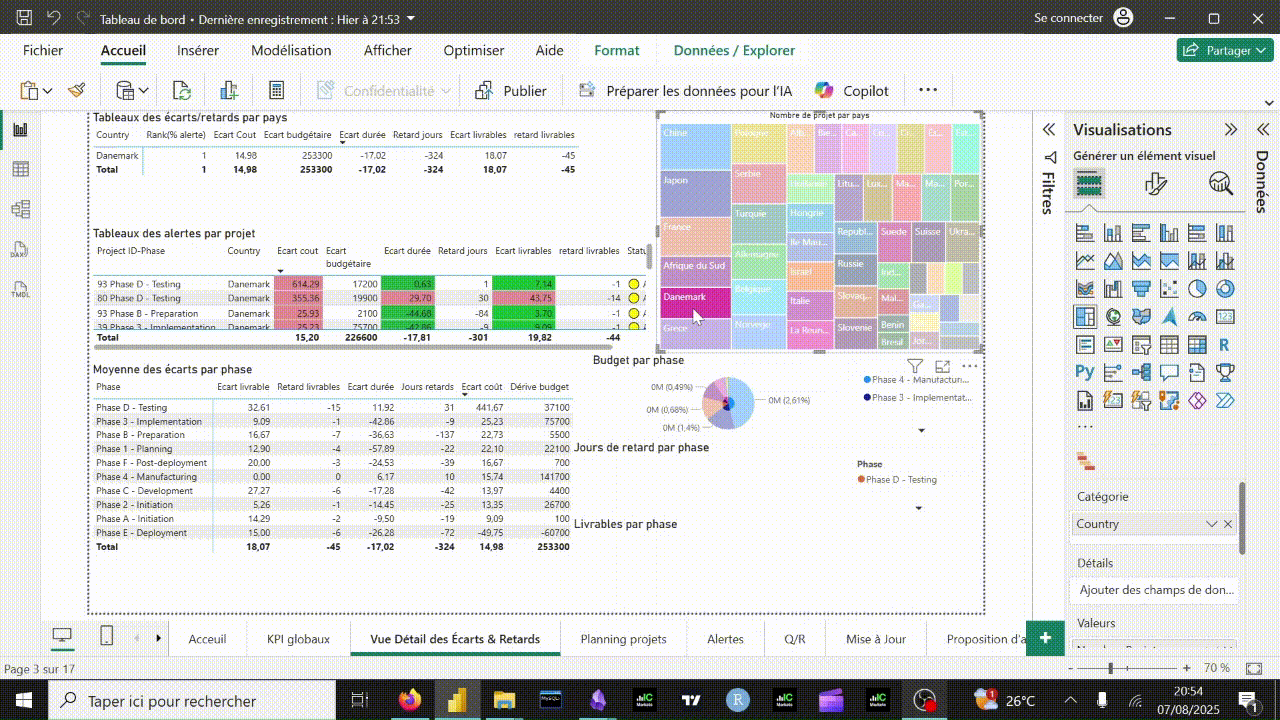 Tableau de bord • Dernière enregistrement : Hier à 21:53
Se connecter
Fichier Accueil Insérer Modélisation Afficher Optimiser Aide Format Données / Explorer Partager
Confidentialité Publier Préparer les données pour l’IA Copilot
Tableaux des écarts/retards par pays
Country Rank(% alerte) Ecart Cout Ecart budgétaire Ecart durée Retard jours Ecart livrables retard livrables
Danemark 1 14,98 253300 -17.02 -324 18.07 -45
Total 1 14,98 253300 -17,02 -324 18,07 -45
Tableaux des alertes par projet
Project ID-Phase Country Ecart cout Ecart budgétaire Ecart durée Retard jours Ecart livrables retard livrables Statu
93 Phase D - Testing Danemark 614.29 17200 0,63 1 7,14 -1
80 Phase D - Testing Danemark 355,36 19900 29,70 30 43,75 -14
93 Phase B - Preparation Danemark 25.93 2100 -44,68 -84 3.70 -1
39 Phase 3 - Implementation Danemark 25,23 75700 -42,86 -9 9,09 -1
Total 15,20 226600 -17,81 -301 19,82 -44
Moyenne des écarts par phase
Phase Ecart livrable Retard livrables Ecart durée Jours retards Ecart coût Dérive budget
Phase D - Testing 32.61 -15 11.92 31 441,67 37100
Phase 3 - Implementation 9.09 -1 -42.86 -9 25,23 75700
Phase B - Preparation 16,67 -7 -36,63 -137 22,73 5500
Phase 1 - Planning 12,90 -4 -57,89 -22 22,10 22100
Phase F - Post-deployment 20,00 -3 -24.53 -39 16,67 700
Phase 4 - Manufacturing 0,00 0 6.17 10 15,74 141700
Phase C - Development 27,27 -6 -17,28 -42 13,97 4400
Phase 2 - Initiation 5,26 -1 -14,45 -25 13,35 26700
Phase A - Initiation 14,29 -2 -9,50 -19 9,09 100
Phase E - Deployment 15,00 -6 -26,28 -72 -49,75 -60700
Total 18,07 -45 -17,02 -324 14,98 253300
Nombre de projet par pays
Chine
Japon
France
Afrique du Sud
Danemark
Grèce
Serbie
Turquie
Allemagne
Belgique
Norvège
Hongrie
Ile Mau...
Israël
Italie
La Reun...
Litu...
Lux...
Ma...
Ma...
Por...
Republ...
Russie
Slovaq...
Slovénie
Suede
Suisse
Ukra...
Ind...
Mal...
Benin
Bresil
Budget par phase
0M (0,49%)
0M (0,68%)
0M (1,4%)
0M (2,61%)
Phase 4 - Manufacturi...
Phase 3 - Implementat...
Jours de retard par phase
Phase
Phase D - Testing
Livrables par phase
Filtres
Visualisations
Générer un élément visuel
Catégorie
Country
Détails
Ajouter des champs de don...
Valeurs
Données
Acceuil KPI globaux Vue Détail des Écarts & Retards Planning projets Alertes Q/R Mise à Jour Proposition d'a
Page 3 sur 17
70 %
Taper ici pour rechercher
26°C
20:54
07/08/2025